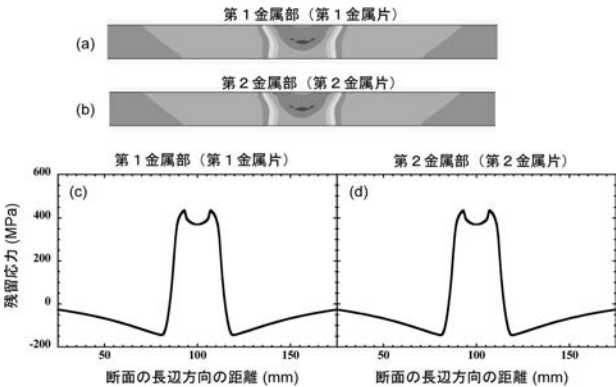 第1金属部（第1金属片）
(a)
第2金属部（第2金属片）
(b)
第1金属部（第1金属片）
第2金属部（第2金属片）
(c)
(d)
残留応力 (MPa)
600
400
200
0
-200
50
100
150
50
100
150
断面の長辺方向の距離 (mm)
断面の長辺方向の距離 (mm)